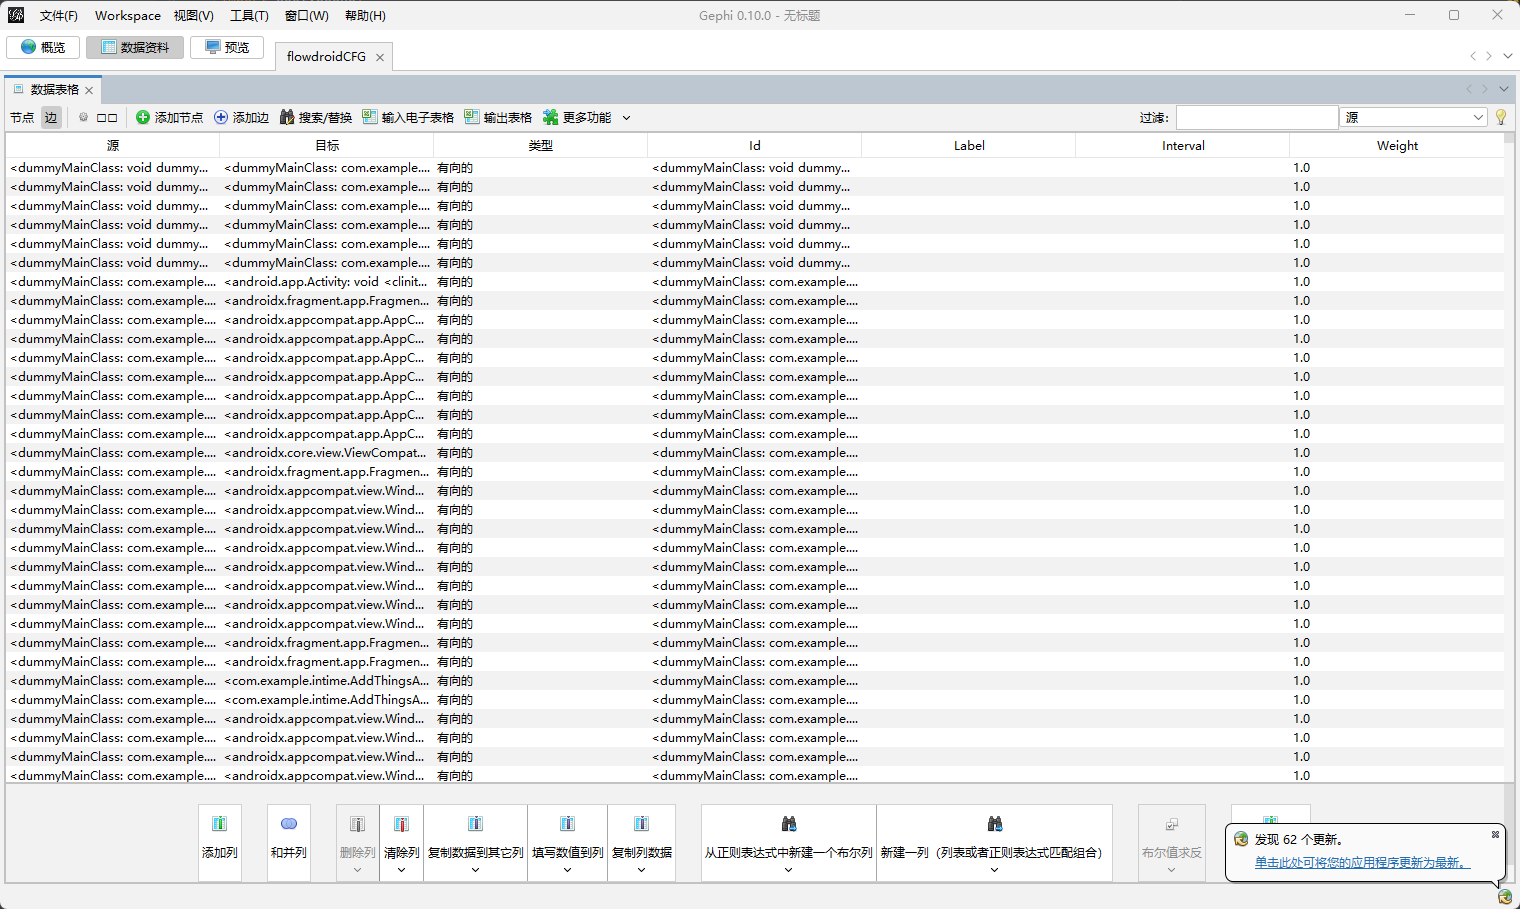 文件(F) Workspace 视图(V) 工具(T) 窗口(W) 帮助(H) Gephi 0.10.0 - 无标题
概览 数据资料 预览 flowdroidCFG
数据表格
节点 边 添加节点 添加边 搜索/替换 输入电子表格 输出表格 更多功能 过滤: 源
源 目标 类型 Id Label Interval Weight
<dummyMainClass: void dummy... <dummyMainClass: com.example.... 有向的 <dummyMainClass: void dummy... 1.0
<dummyMainClass: void dummy... <dummyMainClass: com.example.... 有向的 <dummyMainClass: void dummy... 1.0
<dummyMainClass: void dummy... <dummyMainClass: com.example.... 有向的 <dummyMainClass: void dummy... 1.0
<dummyMainClass: void dummy... <dummyMainClass: com.example.... 有向的 <dummyMainClass: void dummy... 1.0
<dummyMainClass: void dummy... <dummyMainClass: com.example.... 有向的 <dummyMainClass: void dummy... 1.0
<dummyMainClass: void dummy... <dummyMainClass: com.example.... 有向的 <dummyMainClass: void dummy... 1.0
<dummyMainClass: com.example.... <android.app.Activity: void <clinit... 有向的 <dummyMainClass: com.example.... 1.0
<dummyMainClass: com.example.... <androidx.fragment.app.Fragmen... 有向的 <dummyMainClass: com.example.... 1.0
<dummyMainClass: com.example.... <androidx.appcompat.app.AppC... 有向的 <dummyMainClass: com.example.... 1.0
<dummyMainClass: com.example.... <androidx.appcompat.app.AppC... 有向的 <dummyMainClass: com.example.... 1.0
<dummyMainClass: com.example.... <androidx.appcompat.app.AppC... 有向的 <dummyMainClass: com.example.... 1.0
<dummyMainClass: com.example.... <androidx.appcompat.app.AppC... 有向的 <dummyMainClass: com.example.... 1.0
<dummyMainClass: com.example.... <androidx.appcompat.app.AppC... 有向的 <dummyMainClass: com.example.... 1.0
<dummyMainClass: com.example.... <androidx.appcompat.app.AppC... 有向的 <dummyMainClass: com.example.... 1.0
<dummyMainClass: com.example.... <androidx.appcompat.app.AppC... 有向的 <dummyMainClass: com.example.... 1.0
<dummyMainClass: com.example.... <androidx.core.view.ViewCompat... 有向的 <dummyMainClass: com.example.... 1.0
<dummyMainClass: com.example.... <androidx.fragment.app.Fragmen... 有向的 <dummyMainClass: com.example.... 1.0
<dummyMainClass: com.example.... <androidx.appcompat.view.Wind... 有向的 <dummyMainClass: com.example.... 1.0
<dummyMainClass: com.example.... <androidx.appcompat.view.Wind... 有向的 <dummyMainClass: com.example.... 1.0
<dummyMainClass: com.example.... <androidx.appcompat.view.Wind... 有向的 <dummyMainClass: com.example.... 1.0
<dummyMainClass: com.example.... <androidx.appcompat.view.Wind... 有向的 <dummyMainClass: com.example.... 1.0
<dummyMainClass: com.example.... <androidx.appcompat.view.Wind... 有向的 <dummyMainClass: com.example.... 1.0
<dummyMainClass: com.example.... <androidx.appcompat.view.Wind... 有向的 <dummyMainClass: com.example.... 1.0
<dummyMainClass: com.example.... <androidx.appcompat.view.Wind... 有向的 <dummyMainClass: com.example.... 1.0
<dummyMainClass: com.example.... <androidx.appcompat.view.Wind... 有向的 <dummyMainClass: com.example.... 1.0
<dummyMainClass: com.example.... <androidx.fragment.app.Fragmen... 有向的 <dummyMainClass: com.example.... 1.0
<dummyMainClass: com.example.... <androidx.fragment.app.Fragmen... 有向的 <dummyMainClass: com.example.... 1.0
<dummyMainClass: com.example.... <com.example.intime.AddThingsA... 有向的 <dummyMainClass: com.example.... 1.0
<dummyMainClass: com.example.... <com.example.intime.AddThingsA... 有向的 <dummyMainClass: com.example.... 1.0
<dummyMainClass: com.example.... <androidx.appcompat.view.Wind... 有向的 <dummyMainClass: com.example.... 1.0
<dummyMainClass: com.example.... <androidx.appcompat.view.Wind... 有向的 <dummyMainClass: com.example.... 1.0
<dummyMainClass: com.example.... <androidx.appcompat.view.Wind... 有向的 <dummyMainClass: com.example.... 1.0
<dummyMainClass: com.example.... <androidx.appcompat.view.Wind... 有向的 <dummyMainClass: com.example.... 1.0
添加列 和并列 删除列 清除列 复制数据到其它列 填写数值到列 复制列数据 从正则表达式中新建一个布尔列 新建一列（列表或者正则表达式匹配组合） 布尔值求反
发现 62 个更新。
单击此处可将您的应用程序更新为最新。